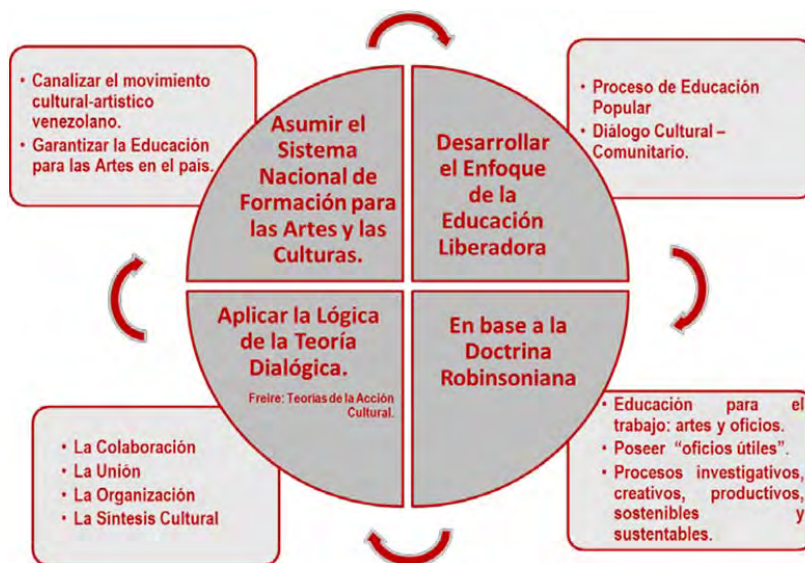 • Canalizar el movimiento
cultural-artístico
venezolano.
• Garantizar la Educación
para las Artes en el país.
Asumir el
Sistema
Nacional de
Formación para
las Artes y las
Culturas.
Desarrollar
el Enfoque
de la
Educación
Liberadora
• Proceso de Educación
Popular
• Diálogo Cultural –
Comunitario.
Aplicar la Lógica
de la Teoría
Dialógica.
Freire: Teorías de la Acción
Cultural.
En base a la
Doctrina
Robinsoniana
• La Colaboración
• La Unión
• La Organización
• La Síntesis Cultural
• Educación para el
trabajo: artes y oficios.
• Poseer “oficios útiles”.
• Procesos investigativos,
creativos, productivos,
sostenibles y
sustentables.